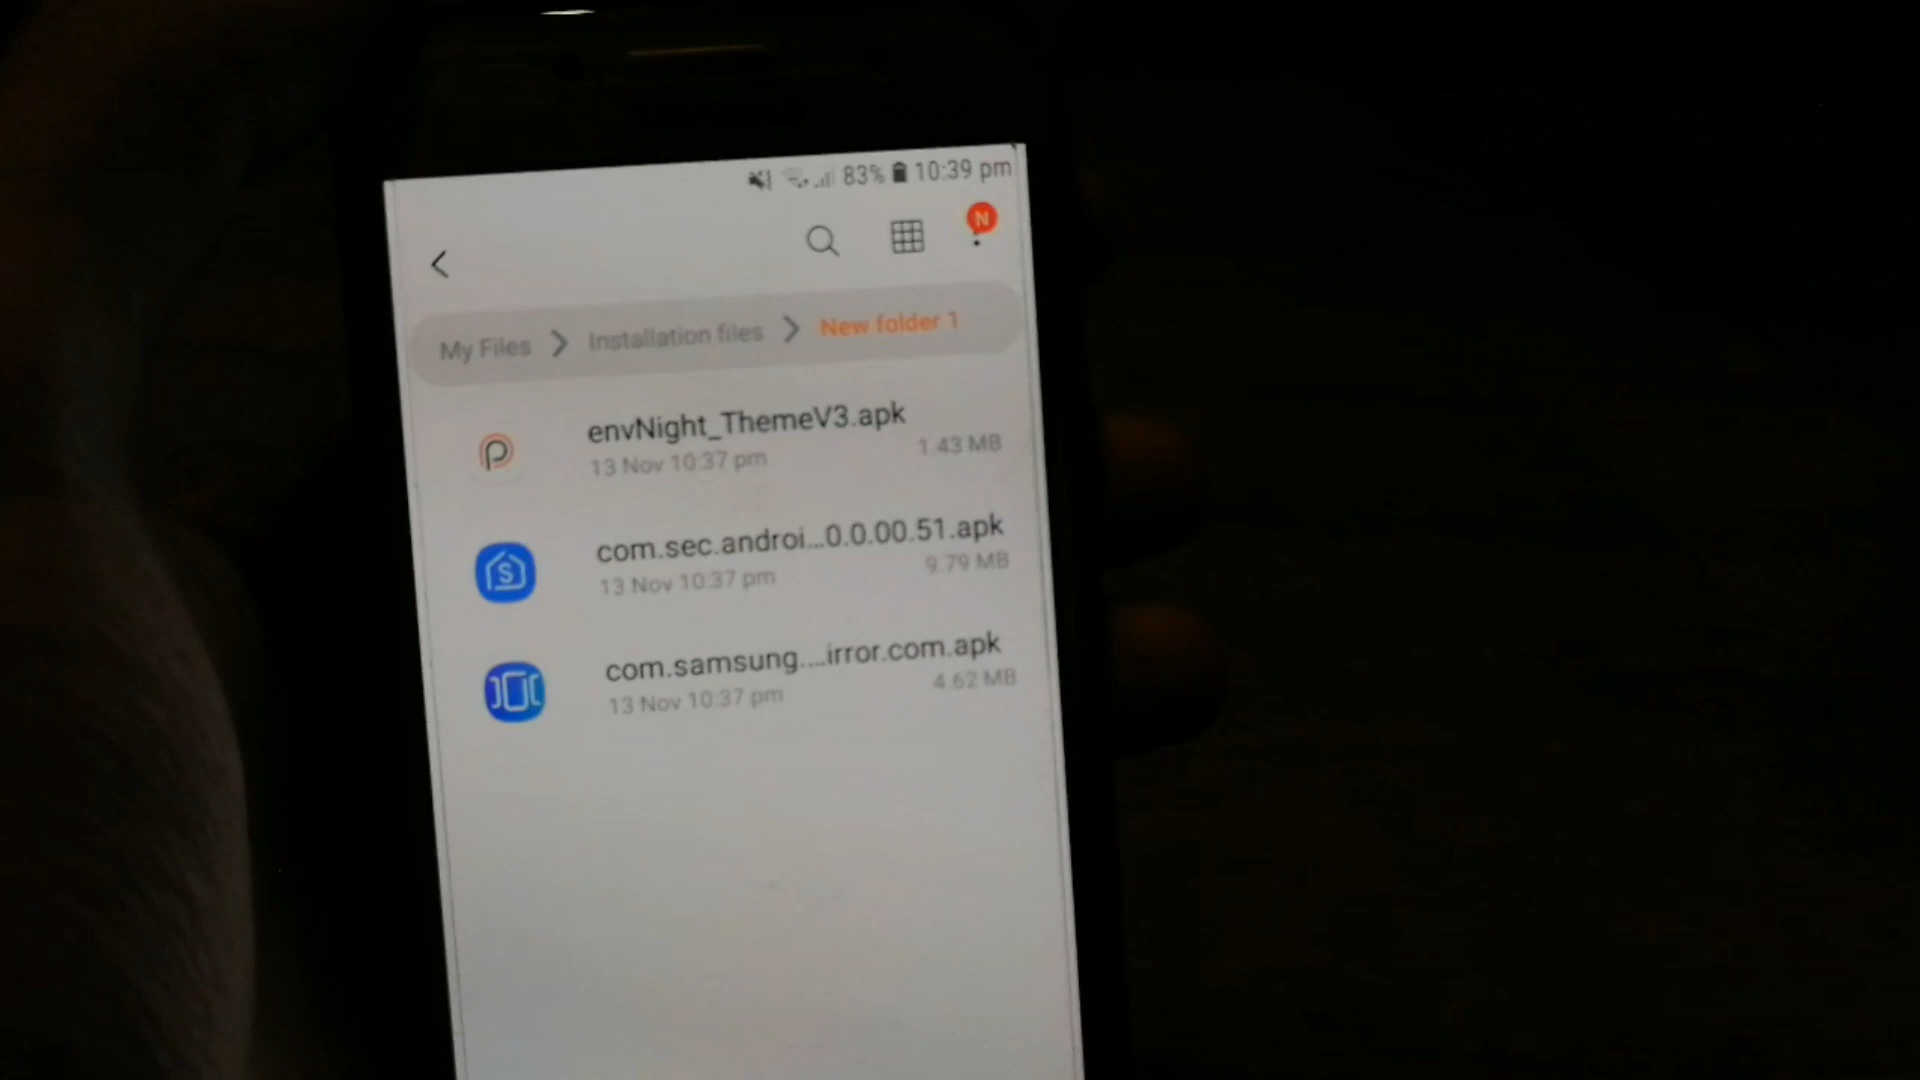 83% 10:39 pm
N
My Files > Installation files > New folder 1
envNight_ThemeV3.apk
13 Nov 10:37 pm 1.43 MB
com.sec.androi...0.0.00.51.apk
13 Nov 10:37 pm 9.79 MB
com.samsung....irror.com.apk
13 Nov 10:37 pm 4.62 MB